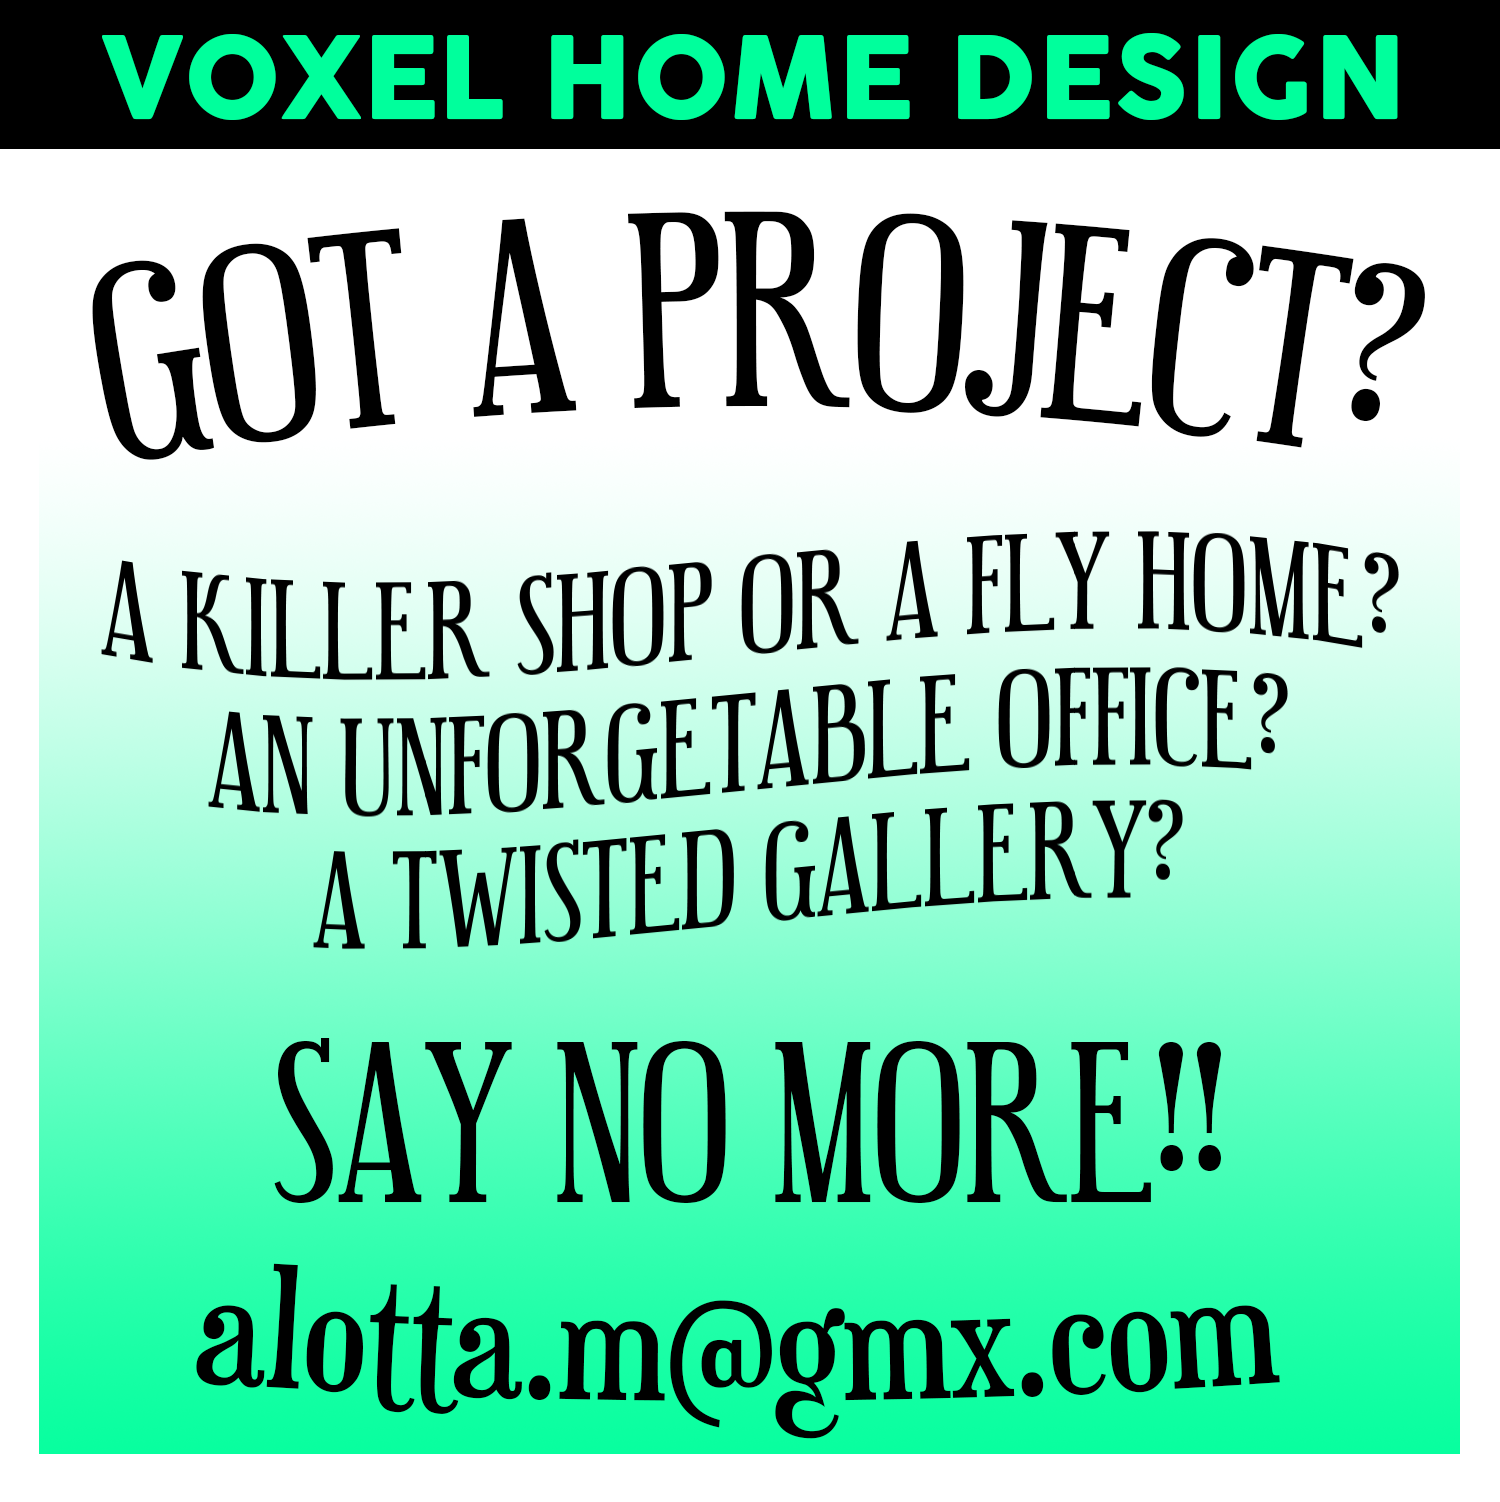 VOXEL HOME DESIGN
GOT A PROJECT?
A KILLER SHOP OR A FLY HOME?
AN UNFORGETABLE OFFICE?
A TWISTED GALLERY?
SAY NO MORE!!
alotta.m@gmx.com